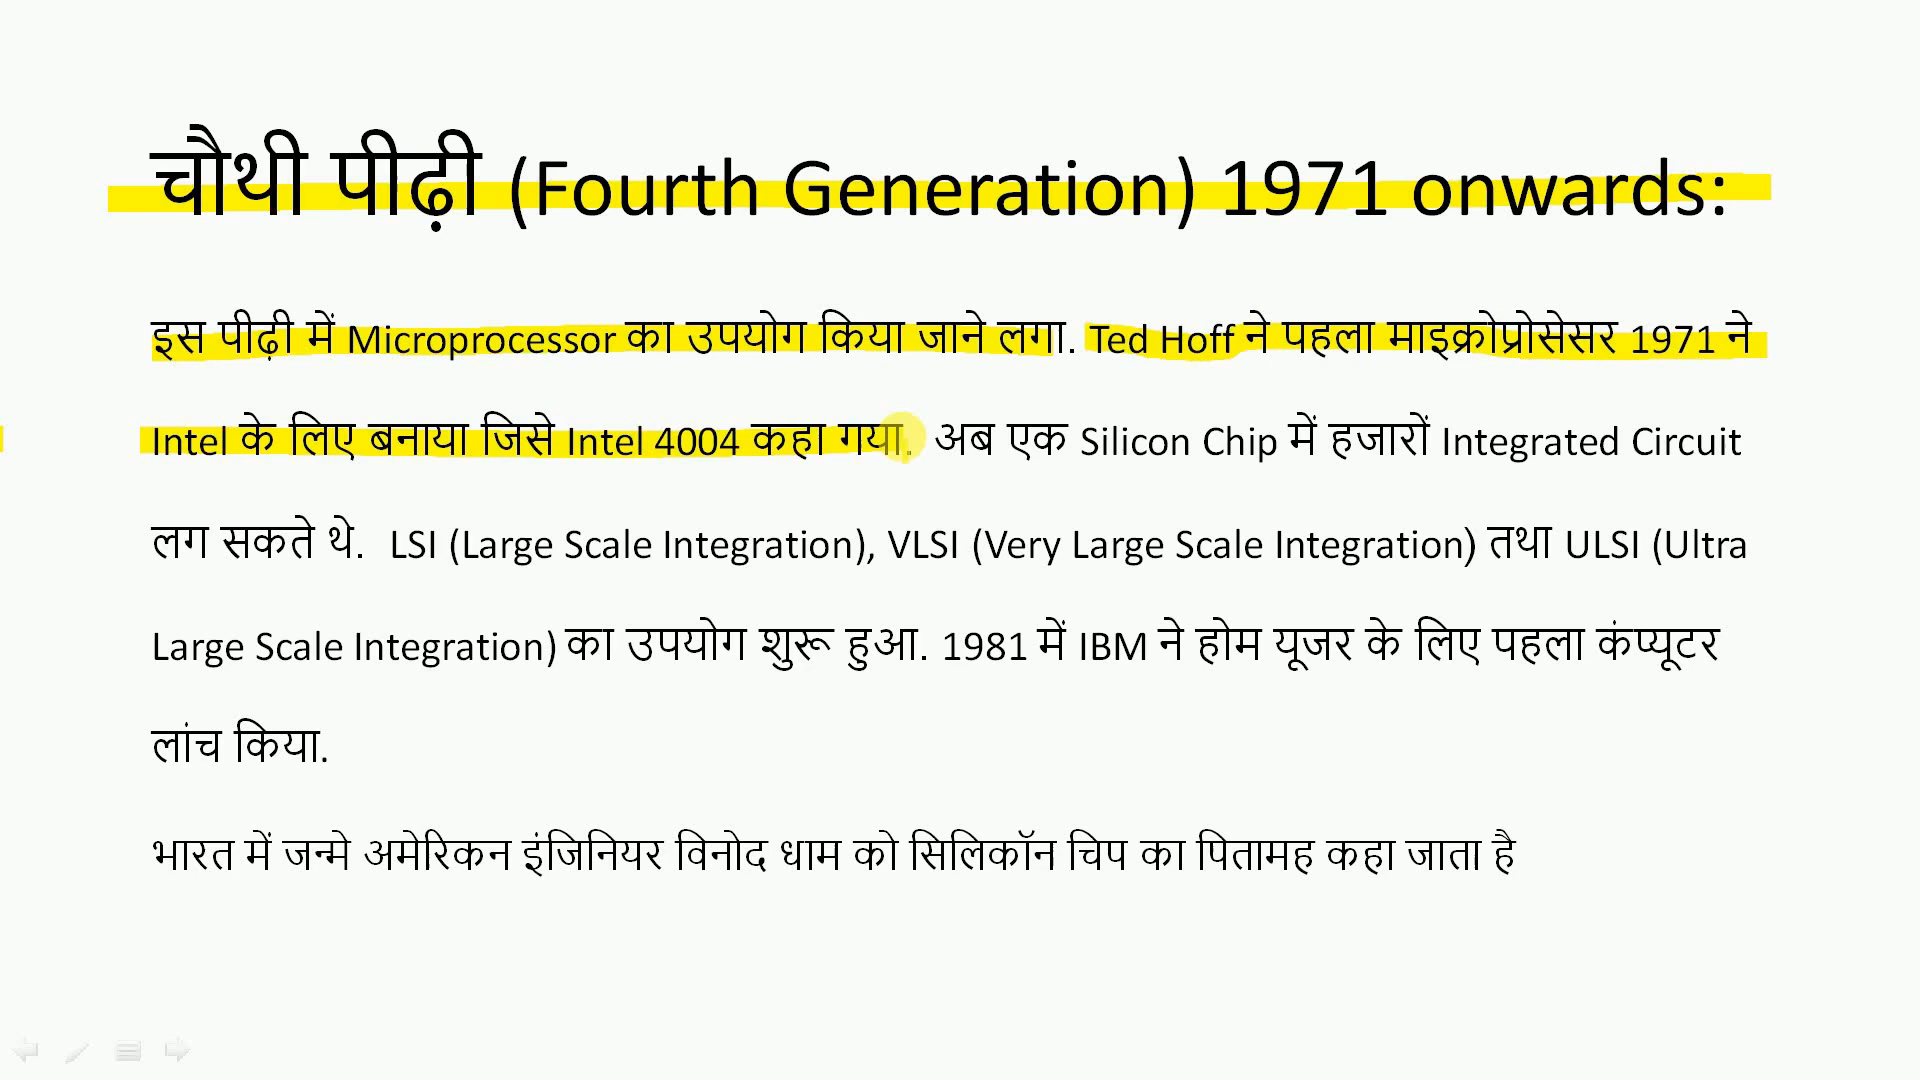 चौथी पीढ़ी (Fourth Generation) 1971 onwards:
इस पीढ़ी में Microprocessor का उपयोग किया जाने लगा. Ted Hoff ने पहला माइक्रोप्रोसेसर 1971 ने
Intel के लिए बनाया जिसे Intel 4004 कहा गया. अब एक Silicon Chip में हजारों Integrated Circuit
लग सकते थे. LSI (Large Scale Integration), VLSI (Very Large Scale Integration) तथा ULSI (Ultra
Large Scale Integration) का उपयोग शुरू हुआ. 1981 में IBM ने होम यूजर के लिए पहला कंप्यूटर
लांच किया.
भारत में जन्मे अमेरिकन इंजिनियर विनोद धाम को सिलिकॉन चिप का पितामह कहा जाता है